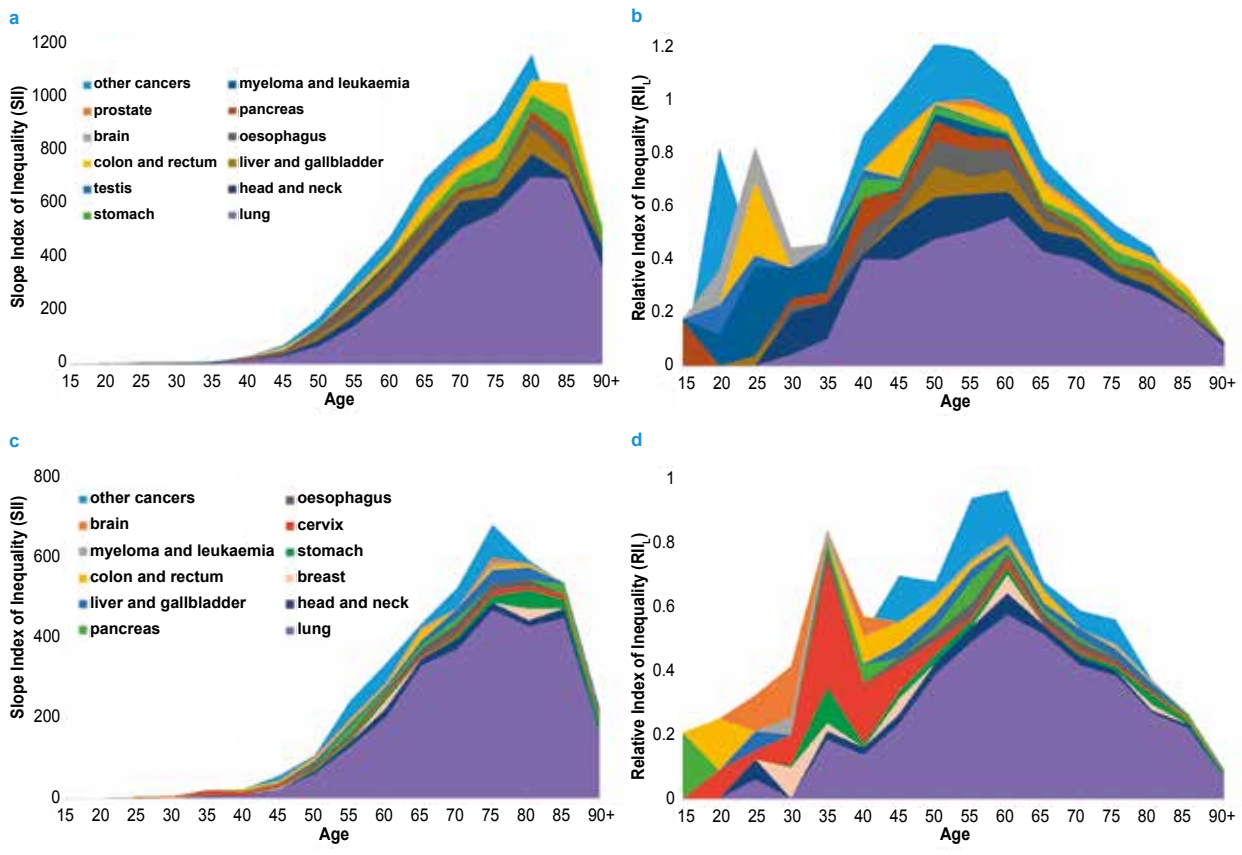 a
Slope Index of Inequality (SII)
1200
1000
800
600
400
200
0
other cancers
prostate
brain
colon and rectum
testis
stomach
myeloma and leukaemia
pancreas
oesophagus
liver and gallbladder
head and neck
lung
15 20 25 30 35 40 45 50 55 60 65 70 75 80 85 90+
Age
b
Relative Index of Inequality (RIIL)
1.2
1
0.8
0.6
0.4
0.2
0
15 20 25 30 35 40 45 50 55 60 65 70 75 80 85 90+
Age
c
Slope Index of Inequality (SII)
800
600
400
200
0
other cancers
brain
myeloma and leukaemia
colon and rectum
liver and gallbladder
pancreas
oesophagus
cervix
stomach
breast
head and neck
lung
15 20 25 30 35 40 45 50 55 60 65 70 75 80 85 90+
Age
d
Relative Index of Inequality (RIIL)
1
0.8
0.6
0.4
0.2
0
15 20 25 30 35 40 45 50 55 60 65 70 75 80 85 90+
Age